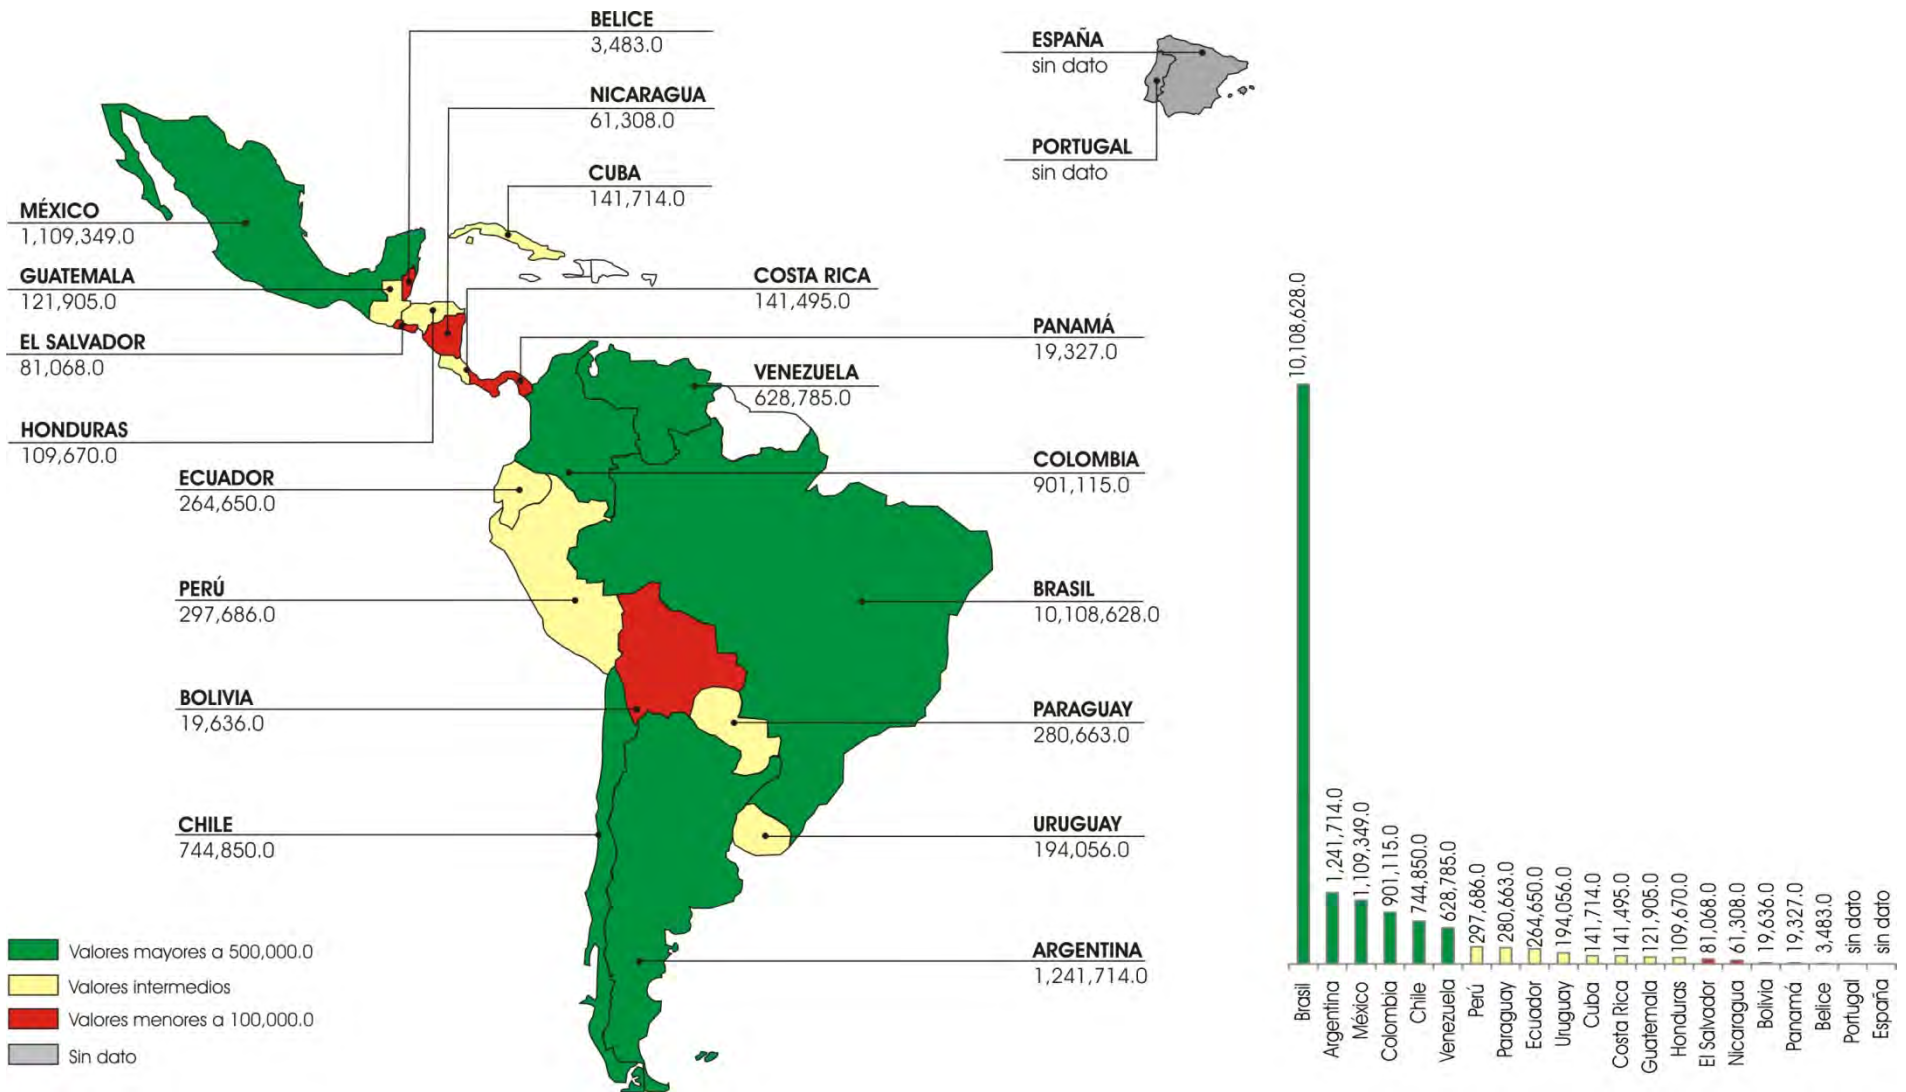 BELICE
3,483.0
NICARAGUA
61,308.0
CUBA
141,714.0
ESPAÑA
sin dato
PORTUGAL
sin dato
MÉXICO
1,109,349.0
GUATEMALA
121,905.0
EL SALVADOR
81,068.0
HONDURAS
109,670.0
COSTA RICA
141,495.0
PANAMÁ
19,327.0
VENEZUELA
628,785.0
COLOMBIA
901,115.0
ECUADOR
264,650.0
PERÚ
297,686.0
BRASIL
10,108,628.0
BOLIVIA
19,636.0
PARAGUAY
280,663.0
CHILE
744,850.0
URUGUAY
194,056.0
ARGENTINA
1,241,714.0
Valores mayores a 500,000.0
Valores intermedios
Valores menores a 100,000.0
Sin dato
10,108,628.0
1,241,714.0
1,109,349.0
901,115.0
744,850.0
628,785.0
297,686.0
280,663.0
264,650.0
194,056.0
141,714.0
141,495.0
121,905.0
109,670.0
81,068.0
61,308.0
19,636.0
19,327.0
3,483.0
sin dato
sin dato
Brasil
Argentina
México
Colombia
Chile
Venezuela
Perú
Paraguay
Ecuador
Uruguay
Cuba
Costa Rica
Guatemala
Honduras
El Salvador
Nicaragua
Bolivia
Panamá
Belice
Portugal
España